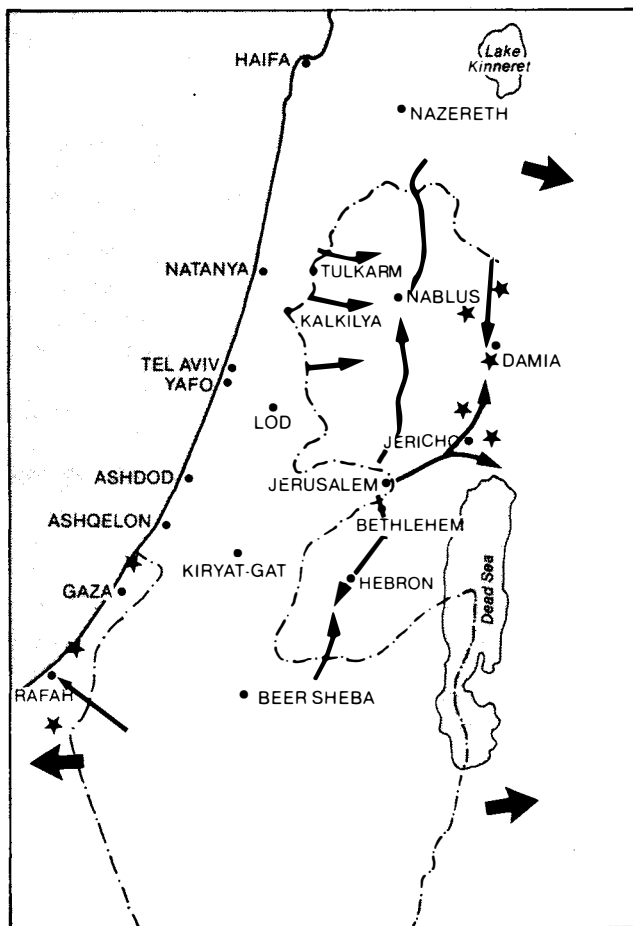 HAIFA
Lake
Kinneret
NAZERETH
NATANYA
TULKARM
NABLUS
KALKILYA
TEL AVIV
YAFO
DAMIA
LOD
JERICHO
ASHDOD
JERUSALEM
ASHQELON
BETHLEHEM
KIRYAT-GAT
GAZA
HEBRON
Dead Sea
RAFAH
BEER SHEBA